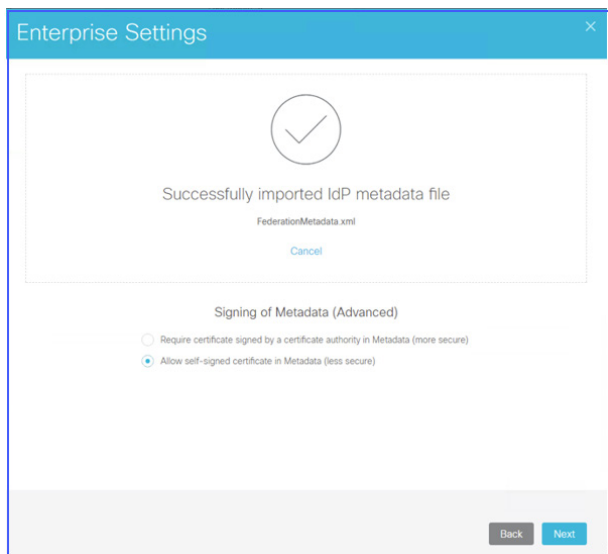 Enterprise Settings
Successfully imported IdP metadata file
FederationMetadata.xml
Cancel
Signing of Metadata (Advanced)
Require certificate signed by a certificate authority in Metadata (more secure)
Allow self-signed certificate in Metadata (less secure)
Back Next